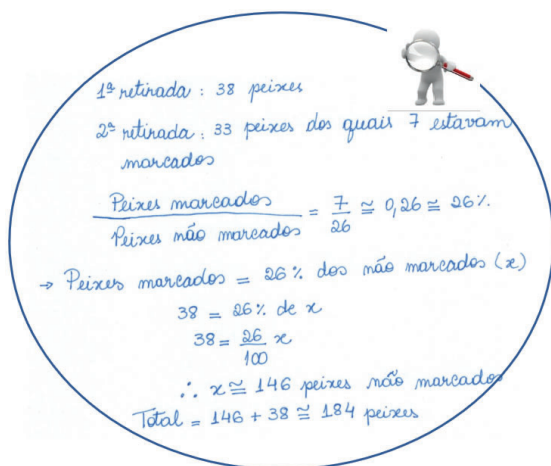 1ª retirada : 38 peixes
2ª retirada : 33 peixes dos quais 7 estavam
marcados
Peixes marcados / Peixes não marcados = 7/26 ≅ 0,26 ≅ 26%.
→ Peixes marcados = 26% dos não marcados (x)
38 = 26% de x
38 = 26/100 x
∴ x ≅ 146 peixes não marcados
Total = 146 + 38 ≅ 184 peixes